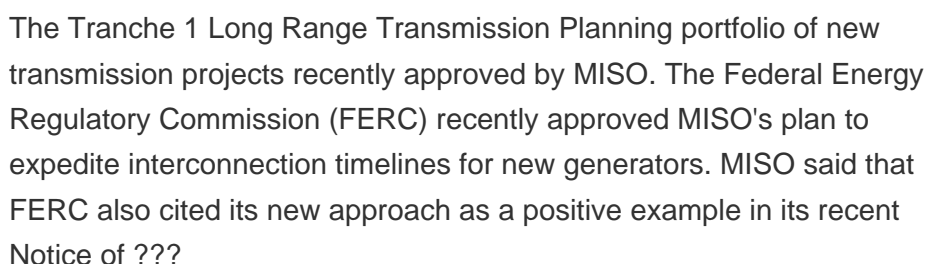 The Tranche 1 Long Range Transmission Planning portfolio of new
transmission projects recently approved by MISO. The Federal Energy
Regulatory Commission (FERC) recently approved MISO's plan to
expedite interconnection timelines for new generators. MISO said that
FERC also cited its new approach as a positive example in its recent
Notice of ???